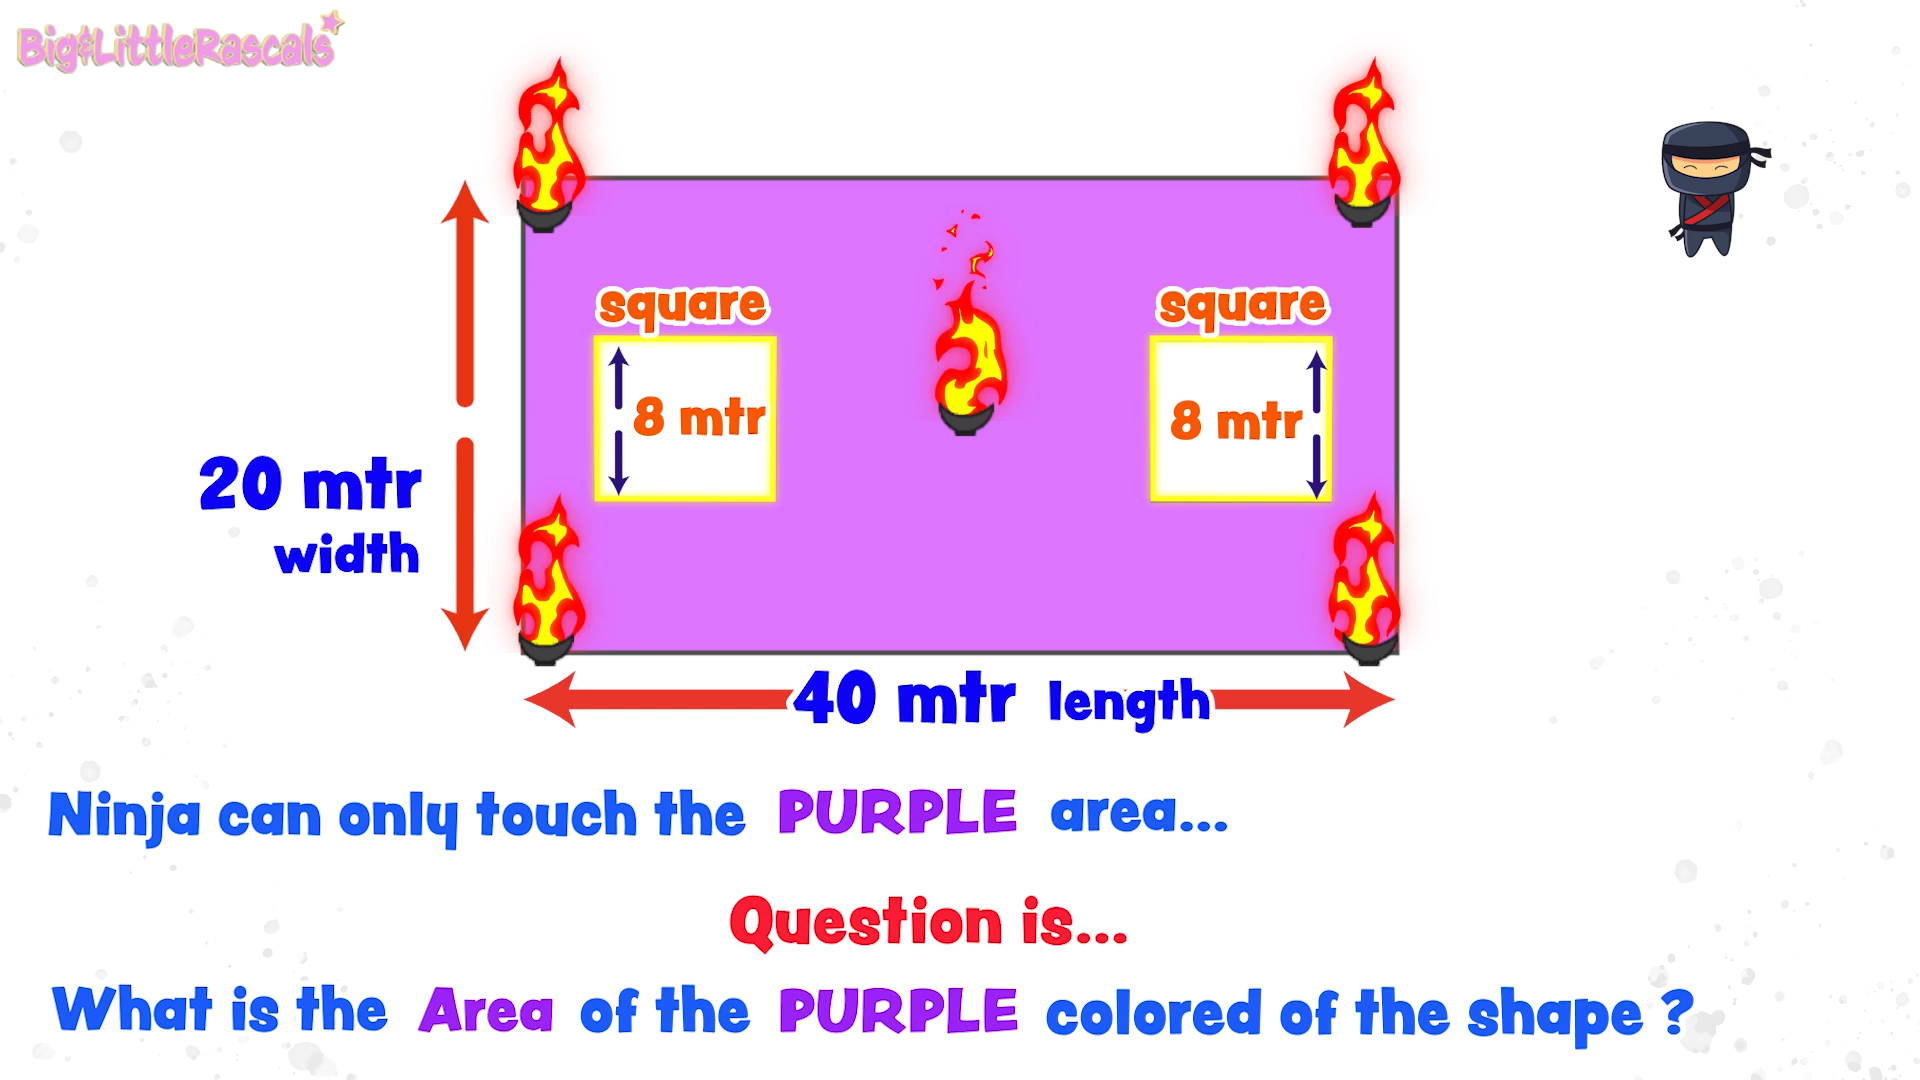 Big&LittleRascals
square
square
8 mtr
8 mtr
20 mtr
width
40 mtr length
Ninja can only touch the PURPLE area...
Question is...
What is the Area of the PURPLE colored of the shape ?